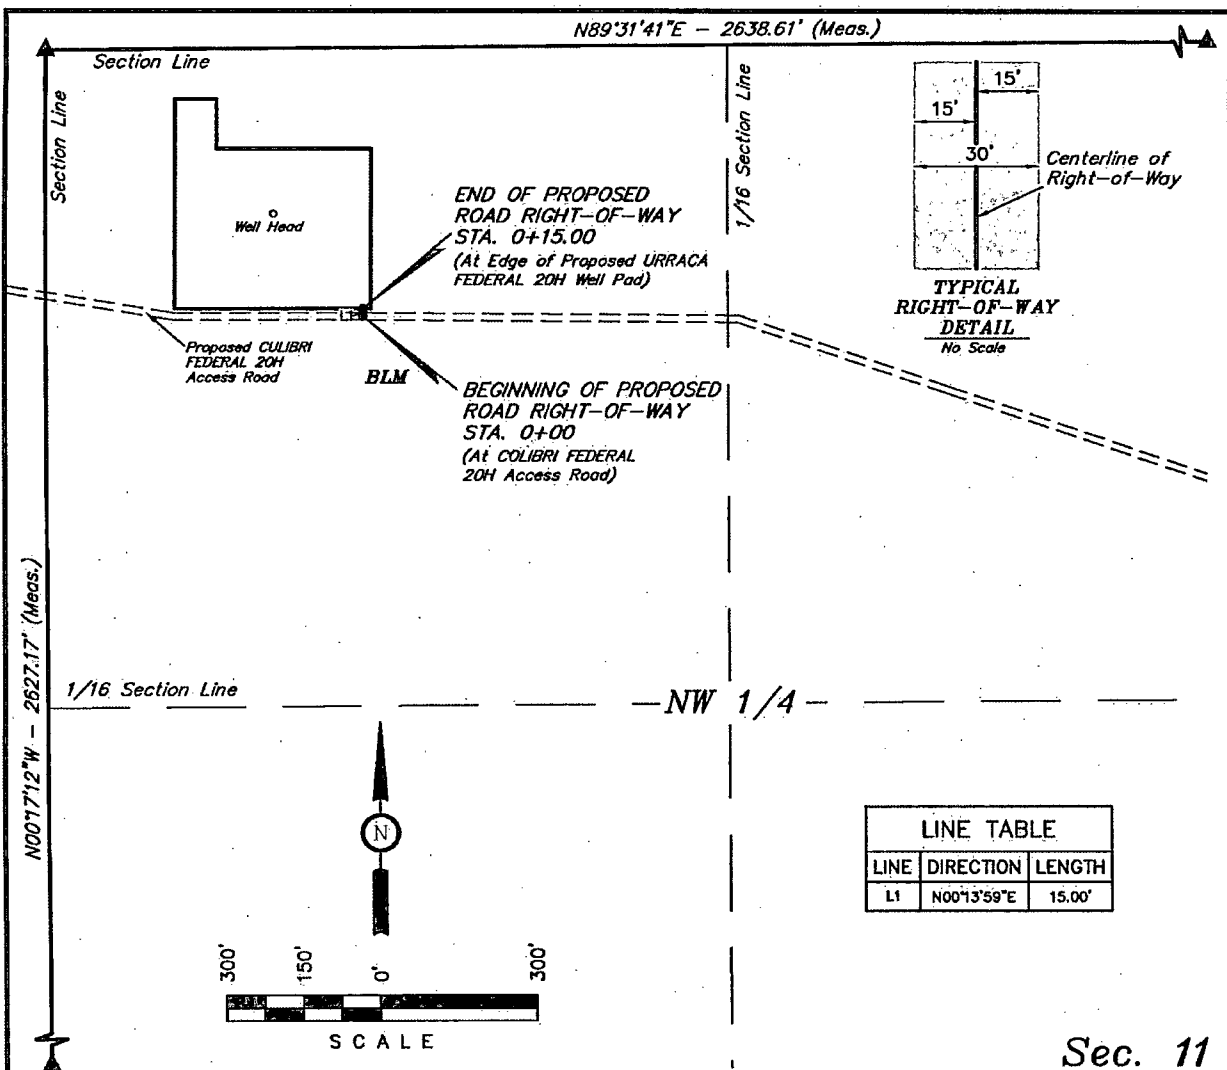 N89°31'41"E - 2638.61' (Meas.)
Section Line
Section Line
1/16 Section Line
15'
15'
30'
Centerline of
Right-of-Way
TYPICAL
RIGHT-OF-WAY
DETAIL
No Scale
Well Head
END OF PROPOSED
ROAD RIGHT-OF-WAY
STA. 0+15.00
(At Edge of Proposed URRACA
FEDERAL 20H Well Pad)
L1
Proposed CULIBRI
FEDERAL 20H
Access Road
BLM
BEGINNING OF PROPOSED
ROAD RIGHT-OF-WAY
STA. 0+00
(At COLIBRI FEDERAL
20H Access Road)
N00°17'12"W - 2627.17' (Meas.)
1/16 Section Line
NW 1/4
N
LINE TABLE
LINE DIRECTION LENGTH
L1 N00°13'59"E 15.00'
300' 150' 0' 300'
SCALE
Sec. 11